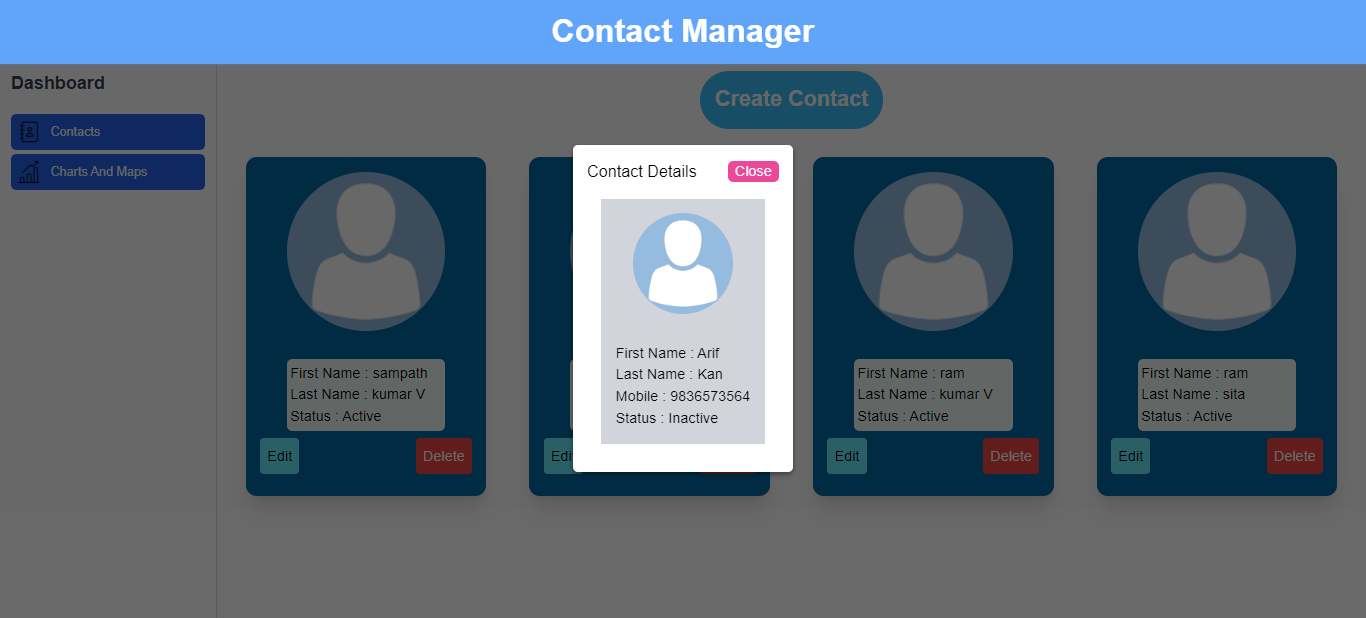 Contact Manager
Dashboard
Contacts
Charts And Maps
Create Contact
First Name : sampath
Last Name : kumar V
Status : Active
Edit
Delete
Contact Details
Close
First Name : Arif
Last Name : Kan
Mobile : 9836573564
Status : Inactive
First Name : ram
Last Name : kumar V
Status : Active
Edit
Delete
First Name : ram
Last Name : sita
Status : Active
Edit
Delete